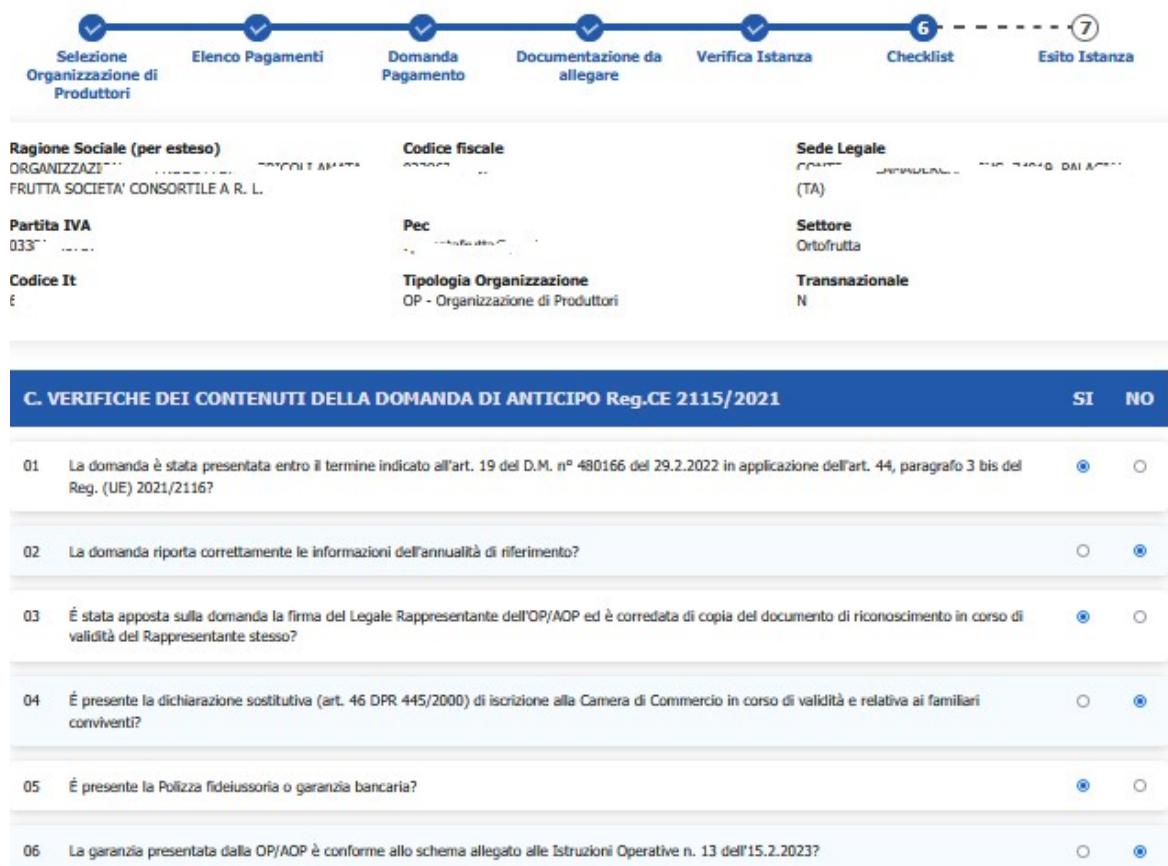 6 7
Selezione Organizzazione di Produttori
Elenco Pagamenti
Domanda Pagamento
Documentazione da allegare
Verifica Istanza
Checklist
Esito Istanza
Ragione Sociale (per esteso)
ORGANIZZAZI
FRUTTA SOCIETA' CONSORTILE A R. L.
Codice fiscale
Sede Legale
(TA)
Partita IVA
033
Pec
Settore
Ortofrutta
Codice It
Tipologia Organizzazione
OP - Organizzazione di Produttori
Transnazionale
N
C. VERIFICHE DEI CONTENUTI DELLA DOMANDA DI ANTICIPO Reg.CE 2115/2021 SI NO
01 La domanda è stata presentata entro il termine indicato all'art. 19 del D.M. n° 480166 del 29.2.2022 in applicazione dell'art. 44, paragrafo 3 bis del
Reg. (UE) 2021/2116?
02 La domanda riporta correttamente le informazioni dell'annualità di riferimento?
03 É stata apposta sulla domanda la firma del Legale Rappresentante dell'OP/AOP ed è corredata di copia del documento di riconoscimento in corso di
validità del Rappresentante stesso?
04 É presente la dichiarazione sostitutiva (art. 46 DPR 445/2000) di iscrizione alla Camera di Commercio in corso di validità e relativa ai familiari
conviventi?
05 É presente la Polizza fideiussoria o garanzia bancaria?
06 La garanzia presentata dalla OP/AOP è conforme allo schema allegato alle Istruzioni Operative n. 13 dell'15.2.2023?